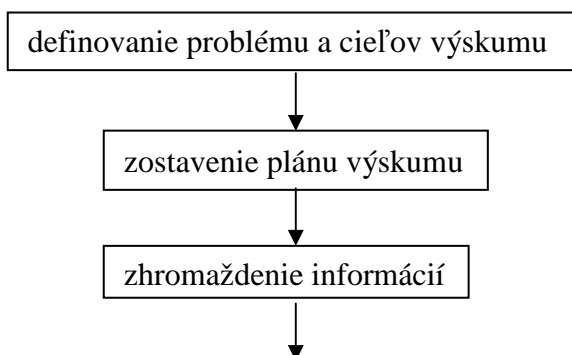 definovanie problému a cieľov výskumu
zostavenie plánu výskumu
zhromaždenie informácií